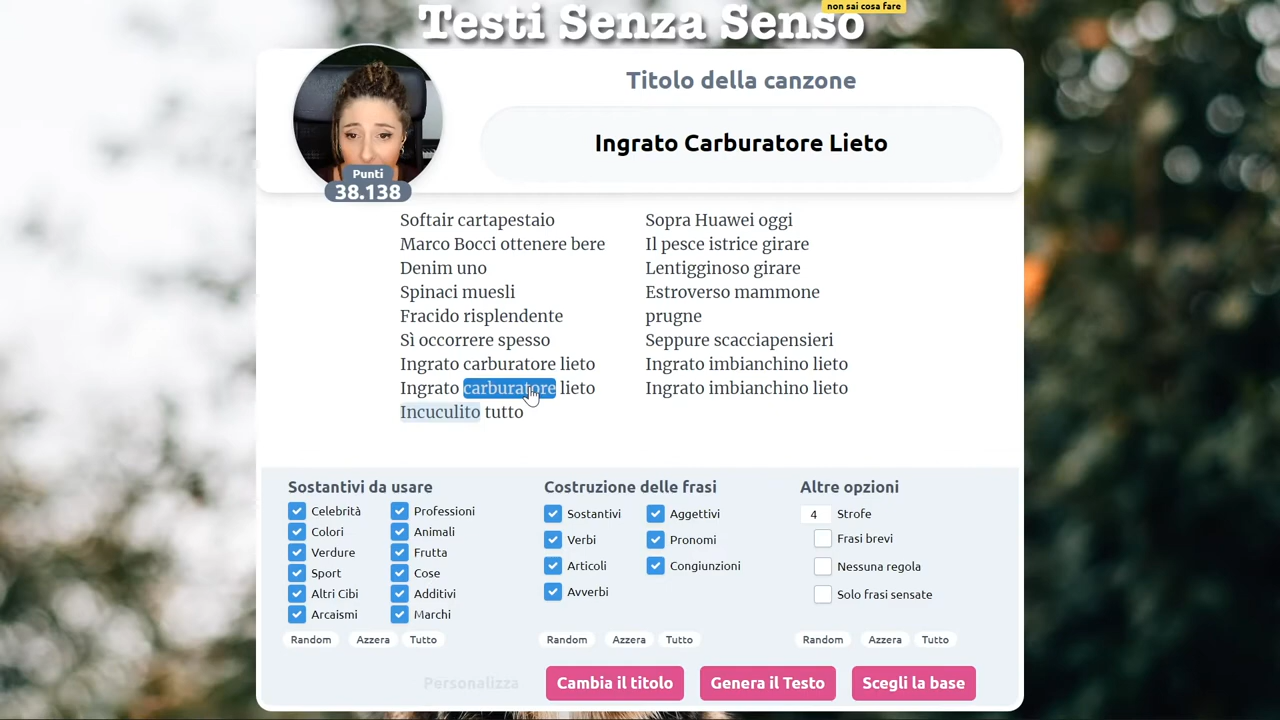 non sai cosa fare
Testi Senza Senso
Titolo della canzone
Ingrato Carburatore Lieto
Punti
38.138
Softair cartapestaio
Marco Bocci ottenere bere
Denim uno
Spinaci muesli
Fracido risplendente
Sì occorrere spesso
Ingrato carburatore lieto
Ingrato carburatore lieto
Incuculito tutto
Sopra Huawei oggi
Il pesce istrice girare
Lentigginoso girare
Estroverso mammone
prugne
Seppure scacciapensieri
Ingrato imbianchino lieto
Ingrato imbianchino lieto
Sostantivi da usare
Celebrità
Colori
Verdure
Sport
Altri Cibi
Arcaismi
Professioni
Animali
Frutta
Cose
Additivi
Marchi
Random Azzera Tutto
Costruzione delle frasi
Sostantivi
Verbi
Articoli
Avverbi
Aggettivi
Pronomi
Congiunzioni
Random Azzera Tutto
Altre opzioni
4 Strofe
Frasi brevi
Nessuna regola
Solo frasi sensate
Random Azzera Tutto
Personalizza
Cambia il titolo
Genera il Testo
Scegli la base